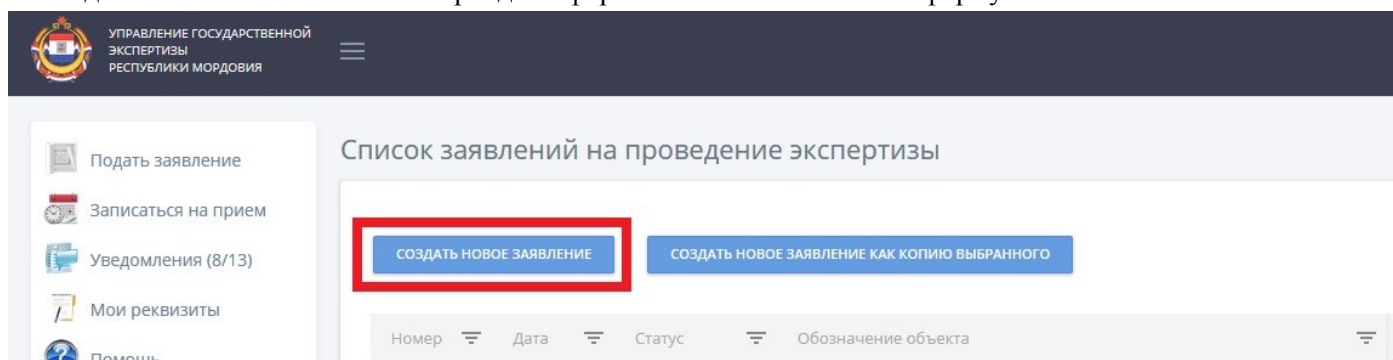 УПРАВЛЕНИЕ ГОСУДАРСТВЕННОЙ
ЭКСПЕРТИЗЫ
РЕСПУБЛИКИ МОРДОВИЯ
Подать заявление
Записаться на прием
Уведомления (8/13)
Мои реквизиты
Помощь
Список заявлений на проведение экспертизы
СОЗДАТЬ НОВОЕ ЗАЯВЛЕНИЕ
СОЗДАТЬ НОВОЕ ЗАЯВЛЕНИЕ КАК КОПИЮ ВЫБРАННОГО
Номер Дата Статус Обозначение объекта